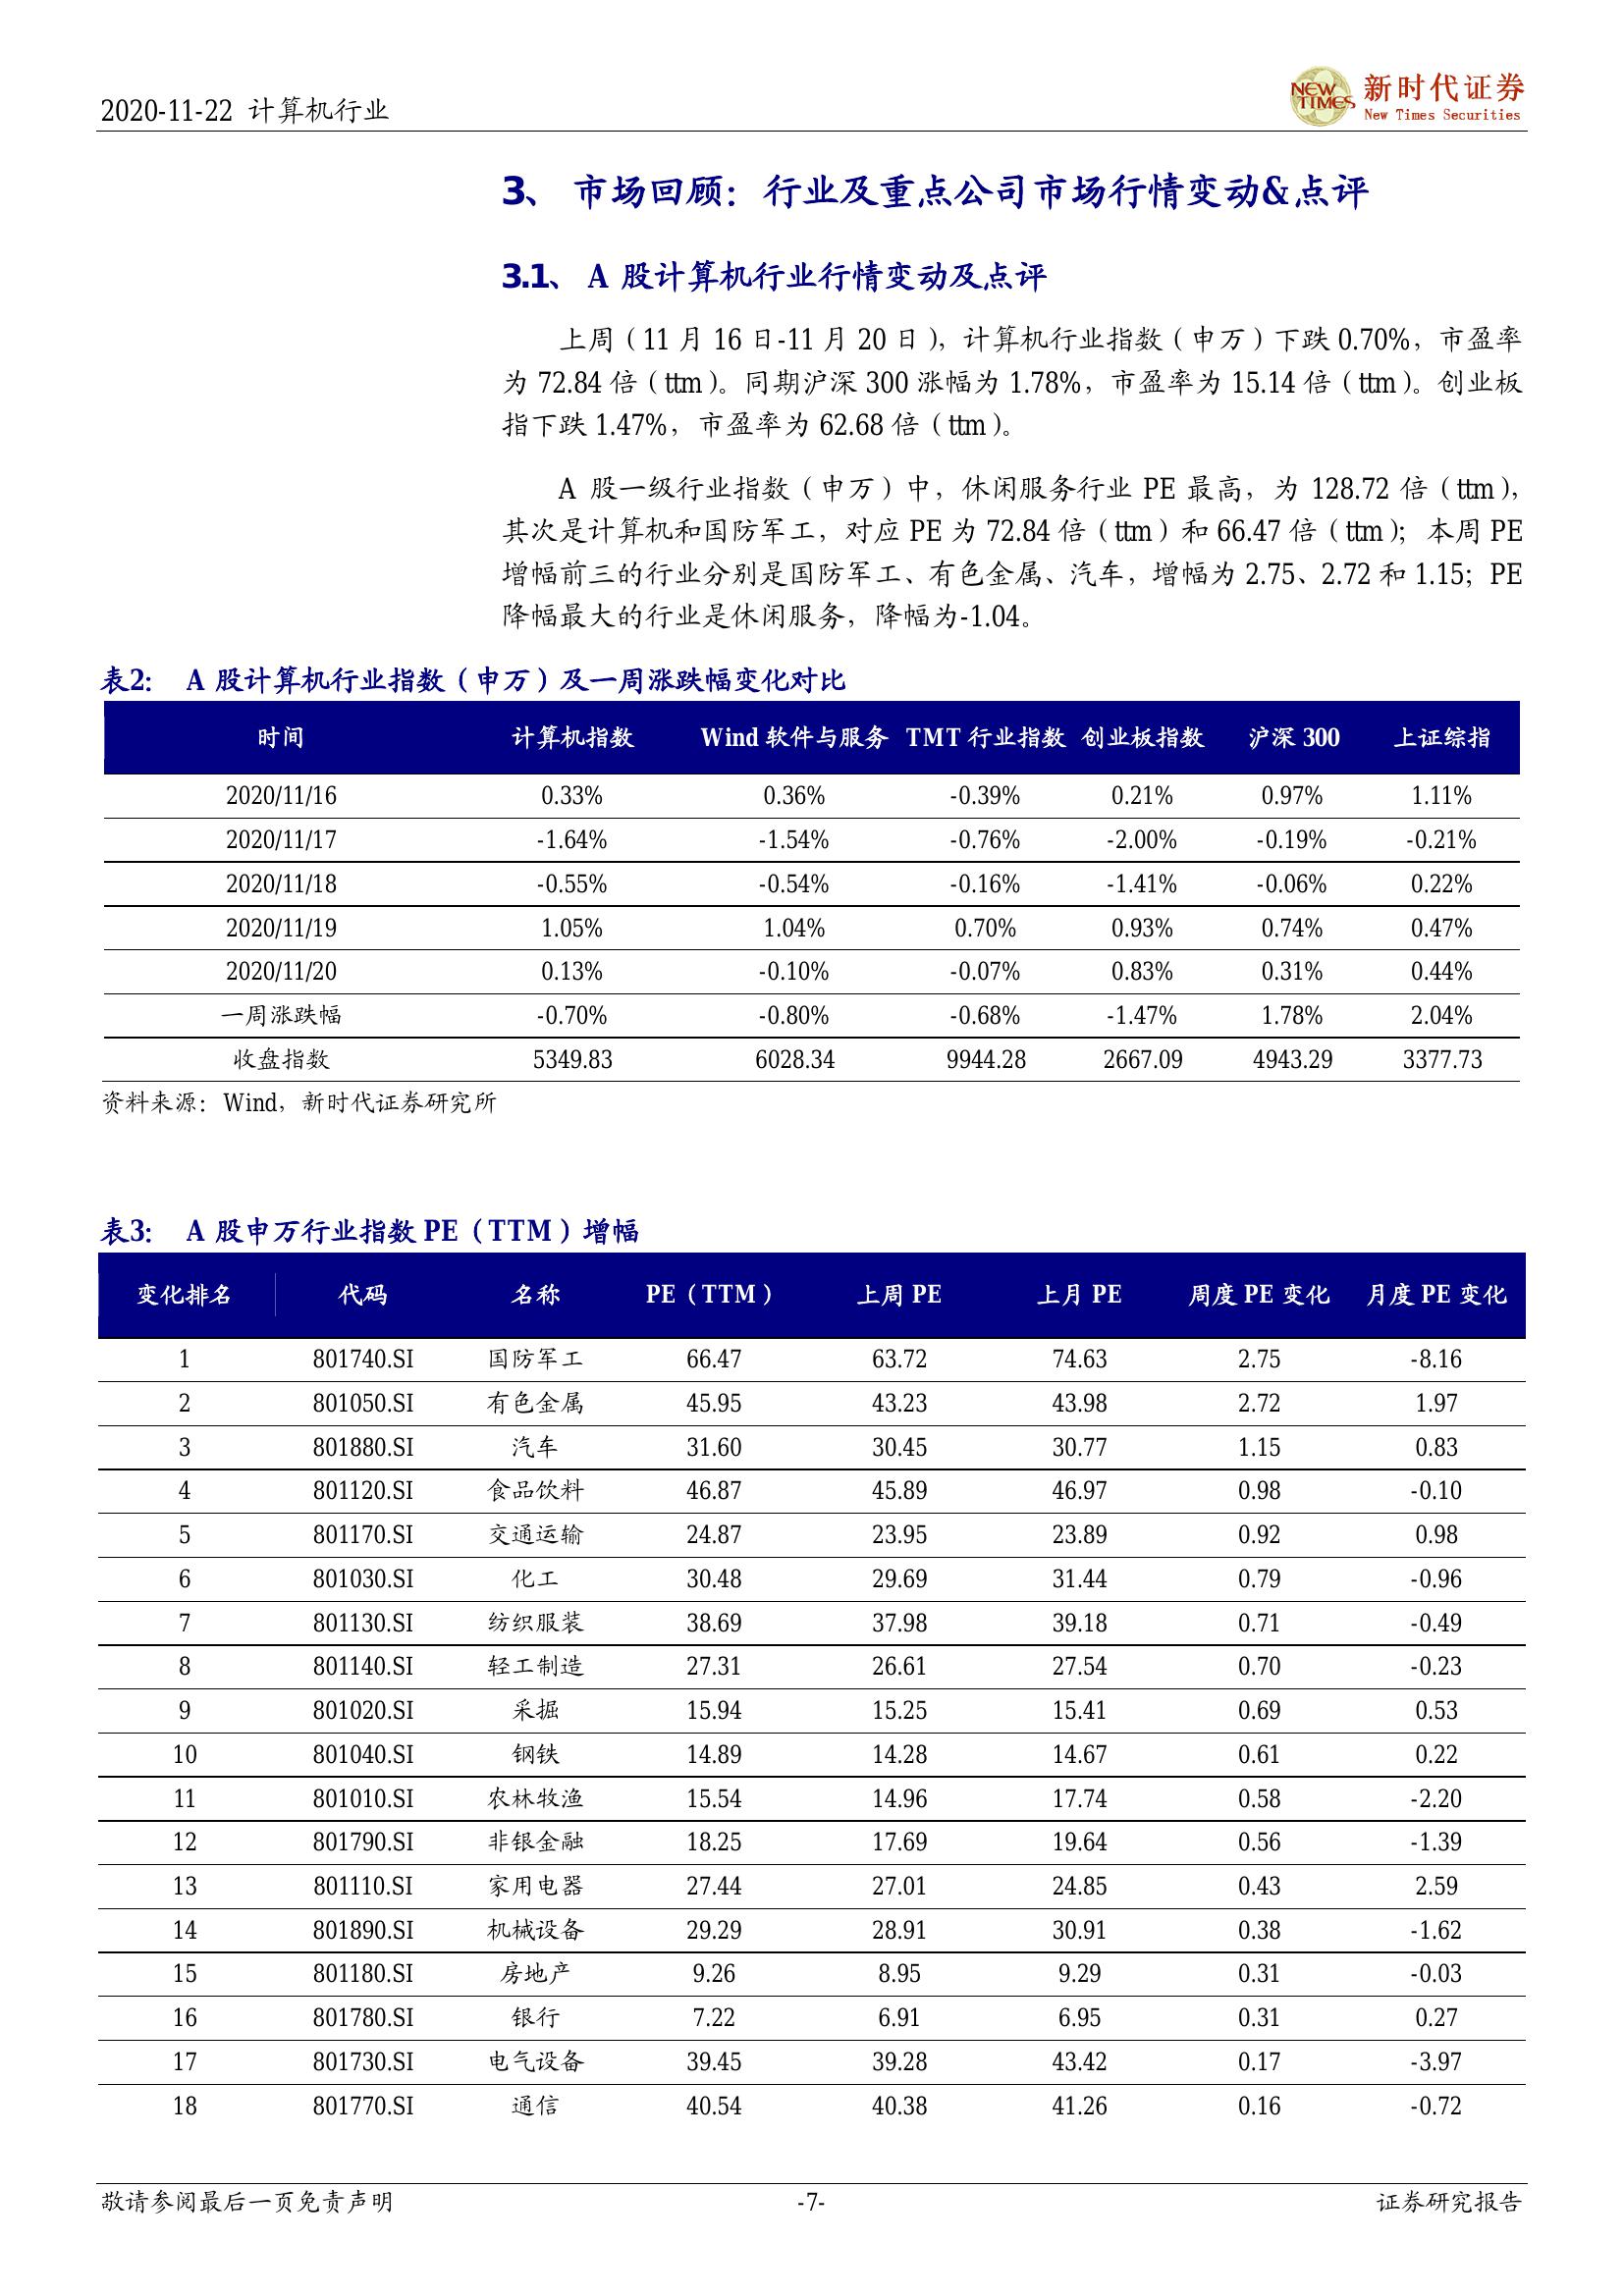 2020-11-22 计算机行业
NEW TIMES
新时代证券
New Times Securities
3、 市场回顾：行业及重点公司市场行情变动&点评
3.1、 A 股计算机行业行情变动及点评
上周（11 月 16 日-11 月 20 日），计算机行业指数（申万）下跌 0.70%，市盈率
为 72.84 倍（ttm）。同期沪深 300 涨幅为 1.78%，市盈率为 15.14 倍（ttm）。创业板
指下跌 1.47%，市盈率为 62.68 倍（ttm）。
A 股一级行业指数（申万）中，休闲服务行业 PE 最高，为 128.72 倍（ttm），
其次是计算机和国防军工，对应 PE 为 72.84 倍（ttm）和 66.47 倍（ttm）；本周 PE
增幅前三的行业分别是国防军工、有色金属、汽车，增幅为 2.75、2.72 和 1.15；PE
降幅最大的行业是休闲服务，降幅为-1.04。
表2： A 股计算机行业指数（申万）及一周涨跌幅变化对比
时间 计算机指数 Wind 软件与服务 TMT 行业指数 创业板指数 沪深 300 上证综指
2020/11/16 0.33% 0.36% -0.39% 0.21% 0.97% 1.11%
2020/11/17 -1.64% -1.54% -0.76% -2.00% -0.19% -0.21%
2020/11/18 -0.55% -0.54% -0.16% -1.41% -0.06% 0.22%
2020/11/19 1.05% 1.04% 0.70% 0.93% 0.74% 0.47%
2020/11/20 0.13% -0.10% -0.07% 0.83% 0.31% 0.44%
一周涨跌幅 -0.70% -0.80% -0.68% -1.47% 1.78% 2.04%
收盘指数 5349.83 6028.34 9944.28 2667.09 4943.29 3377.73
资料来源：Wind，新时代证券研究所
表3： A 股申万行业指数 PE（TTM）增幅
变化排名 代码 名称 PE（TTM） 上周 PE 上月 PE 周度 PE 变化 月度 PE 变化
1 801740.SI 国防军工 66.47 63.72 74.63 2.75 -8.16
2 801050.SI 有色金属 45.95 43.23 43.98 2.72 1.97
3 801880.SI 汽车 31.60 30.45 30.77 1.15 0.83
4 801120.SI 食品饮料 46.87 45.89 46.97 0.98 -0.10
5 801170.SI 交通运输 24.87 23.95 23.89 0.92 0.98
6 801030.SI 化工 30.48 29.69 31.44 0.79 -0.96
7 801130.SI 纺织服装 38.69 37.98 39.18 0.71 -0.49
8 801140.SI 轻工制造 27.31 26.61 27.54 0.70 -0.23
9 801020.SI 采掘 15.94 15.25 15.41 0.69 0.53
10 801040.SI 钢铁 14.89 14.28 14.67 0.61 0.22
11 801010.SI 农林牧渔 15.54 14.96 17.74 0.58 -2.20
12 801790.SI 非银金融 18.25 17.69 19.64 0.56 -1.39
13 801110.SI 家用电器 27.44 27.01 24.85 0.43 2.59
14 801890.SI 机械设备 29.29 28.91 30.91 0.38 -1.62
15 801180.SI 房地产 9.26 8.95 9.29 0.31 -0.03
16 801780.SI 银行 7.22 6.91 6.95 0.31 0.27
17 801730.SI 电气设备 39.45 39.28 43.42 0.17 -3.97
18 801770.SI 通信 40.54 40.38 41.26 0.16 -0.72
敬请参阅最后一页免责声明 -7- 证券研究报告